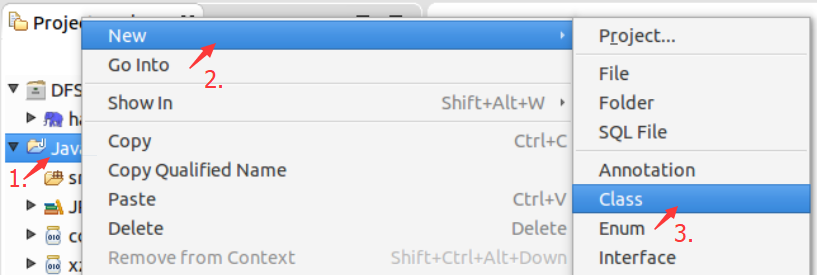 New
Project...
Go Into
2.
File
DFS
Show In
Shift+Alt+W
Folder
SQL File
1.
Java
Copy
Ctrl+C
Copy Qualified Name
Annotation
Paste
Ctrl+V
Class
Delete
Delete
Enum
3.
Remove from Context
Shift+Ctrl+Alt+Down
Interface